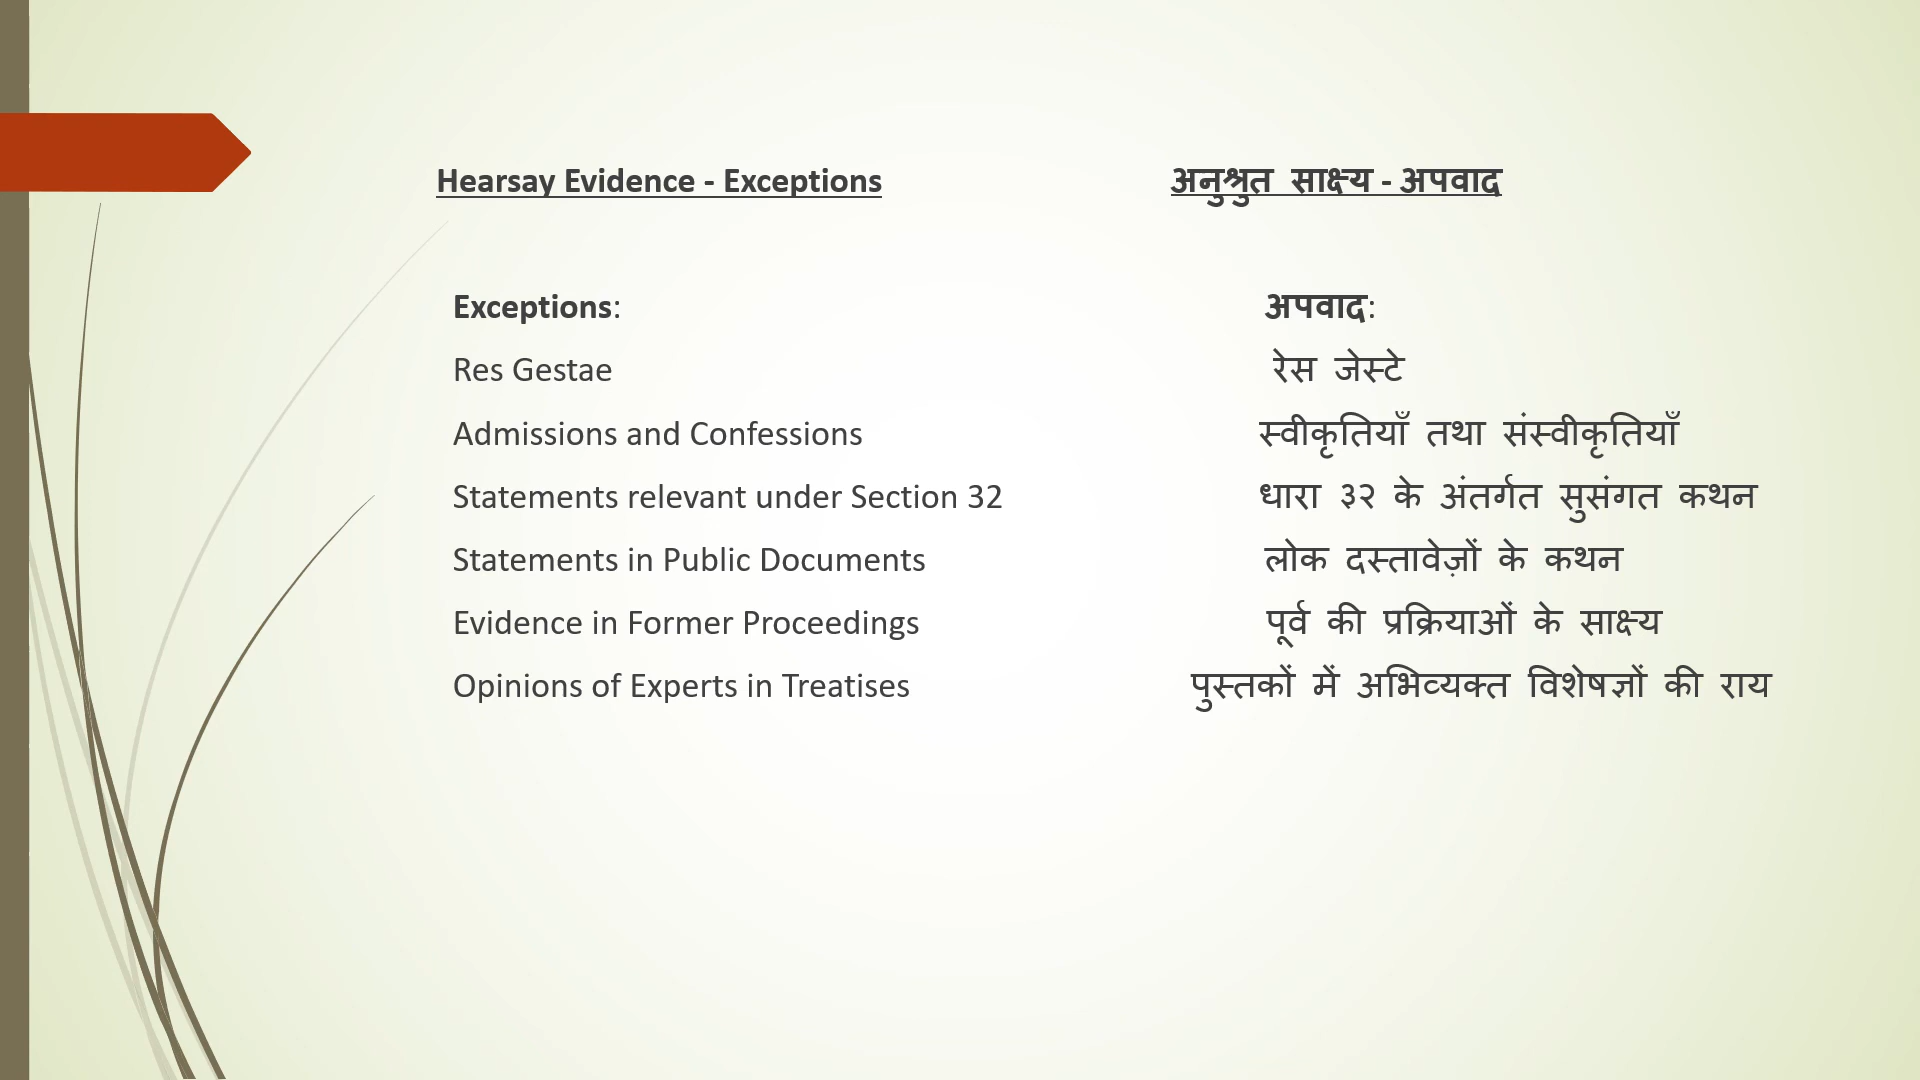 Hearsay Evidence - Exceptions अनुश्रुत साक्ष्य - अपवाद
Exceptions: अपवाद:
Res Gestae रेस जेस्टे
Admissions and Confessions स्वीकृतियाँ तथा संस्वीकृतियाँ
Statements relevant under Section 32 धारा ३२ के अंतर्गत सुसंगत कथन
Statements in Public Documents लोक दस्तावेज़ों के कथन
Evidence in Former Proceedings पूर्व की प्रक्रियाओं के साक्ष्य
Opinions of Experts in Treatises पुस्तकों में अभिव्यक्त विशेषज्ञों की राय